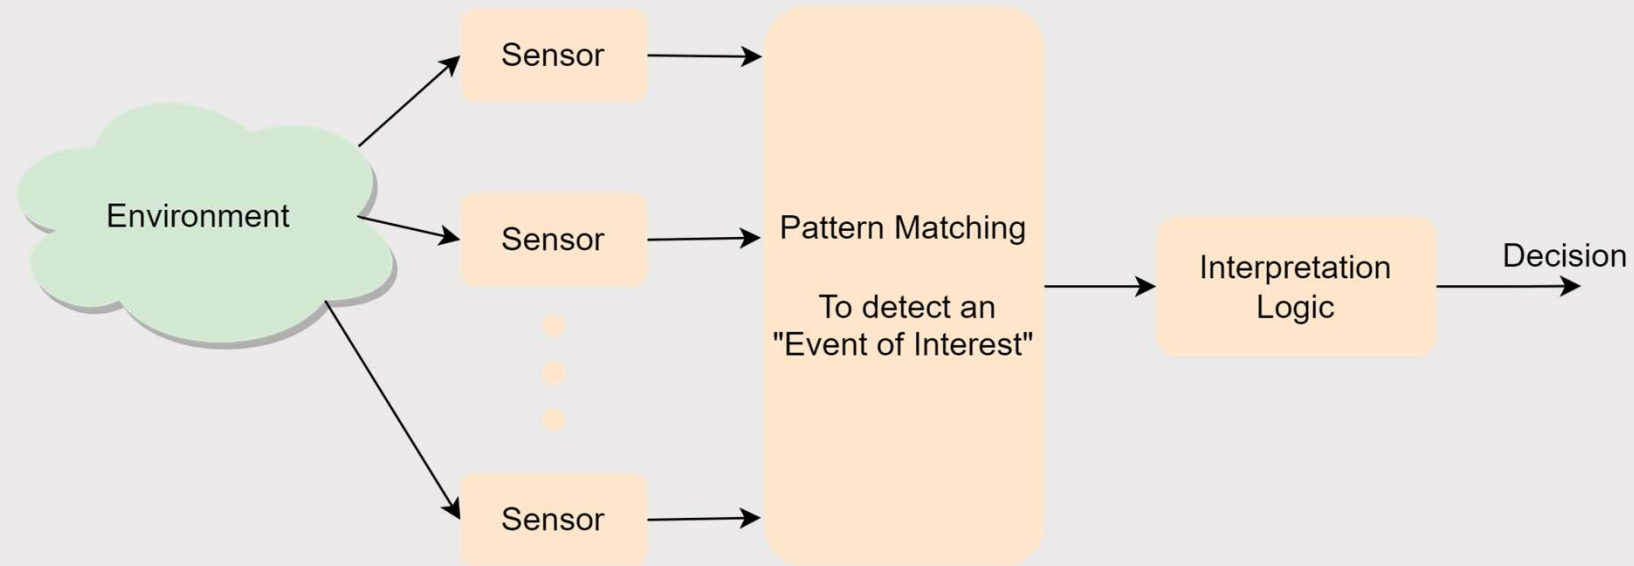 Sensor
Environment
Sensor
Sensor
Pattern Matching
To detect an
"Event of Interest"
Interpretation
Logic
Decision